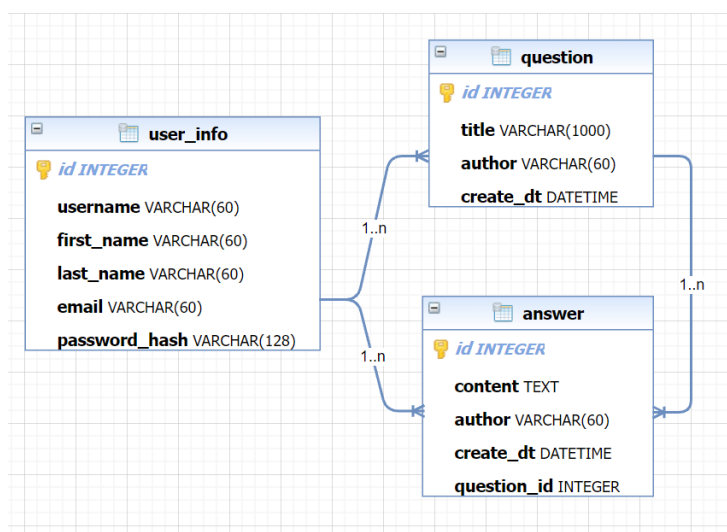 question
id INTEGER
title VARCHAR(1000)
author VARCHAR(60)
create_dt DATETIME
user_info
id INTEGER
username VARCHAR(60)
first_name VARCHAR(60)
last_name VARCHAR(60)
email VARCHAR(60)
password_hash VARCHAR(128)
1..n
1..n
1..n
answer
id INTEGER
content TEXT
author VARCHAR(60)
create_dt DATETIME
question_id INTEGER